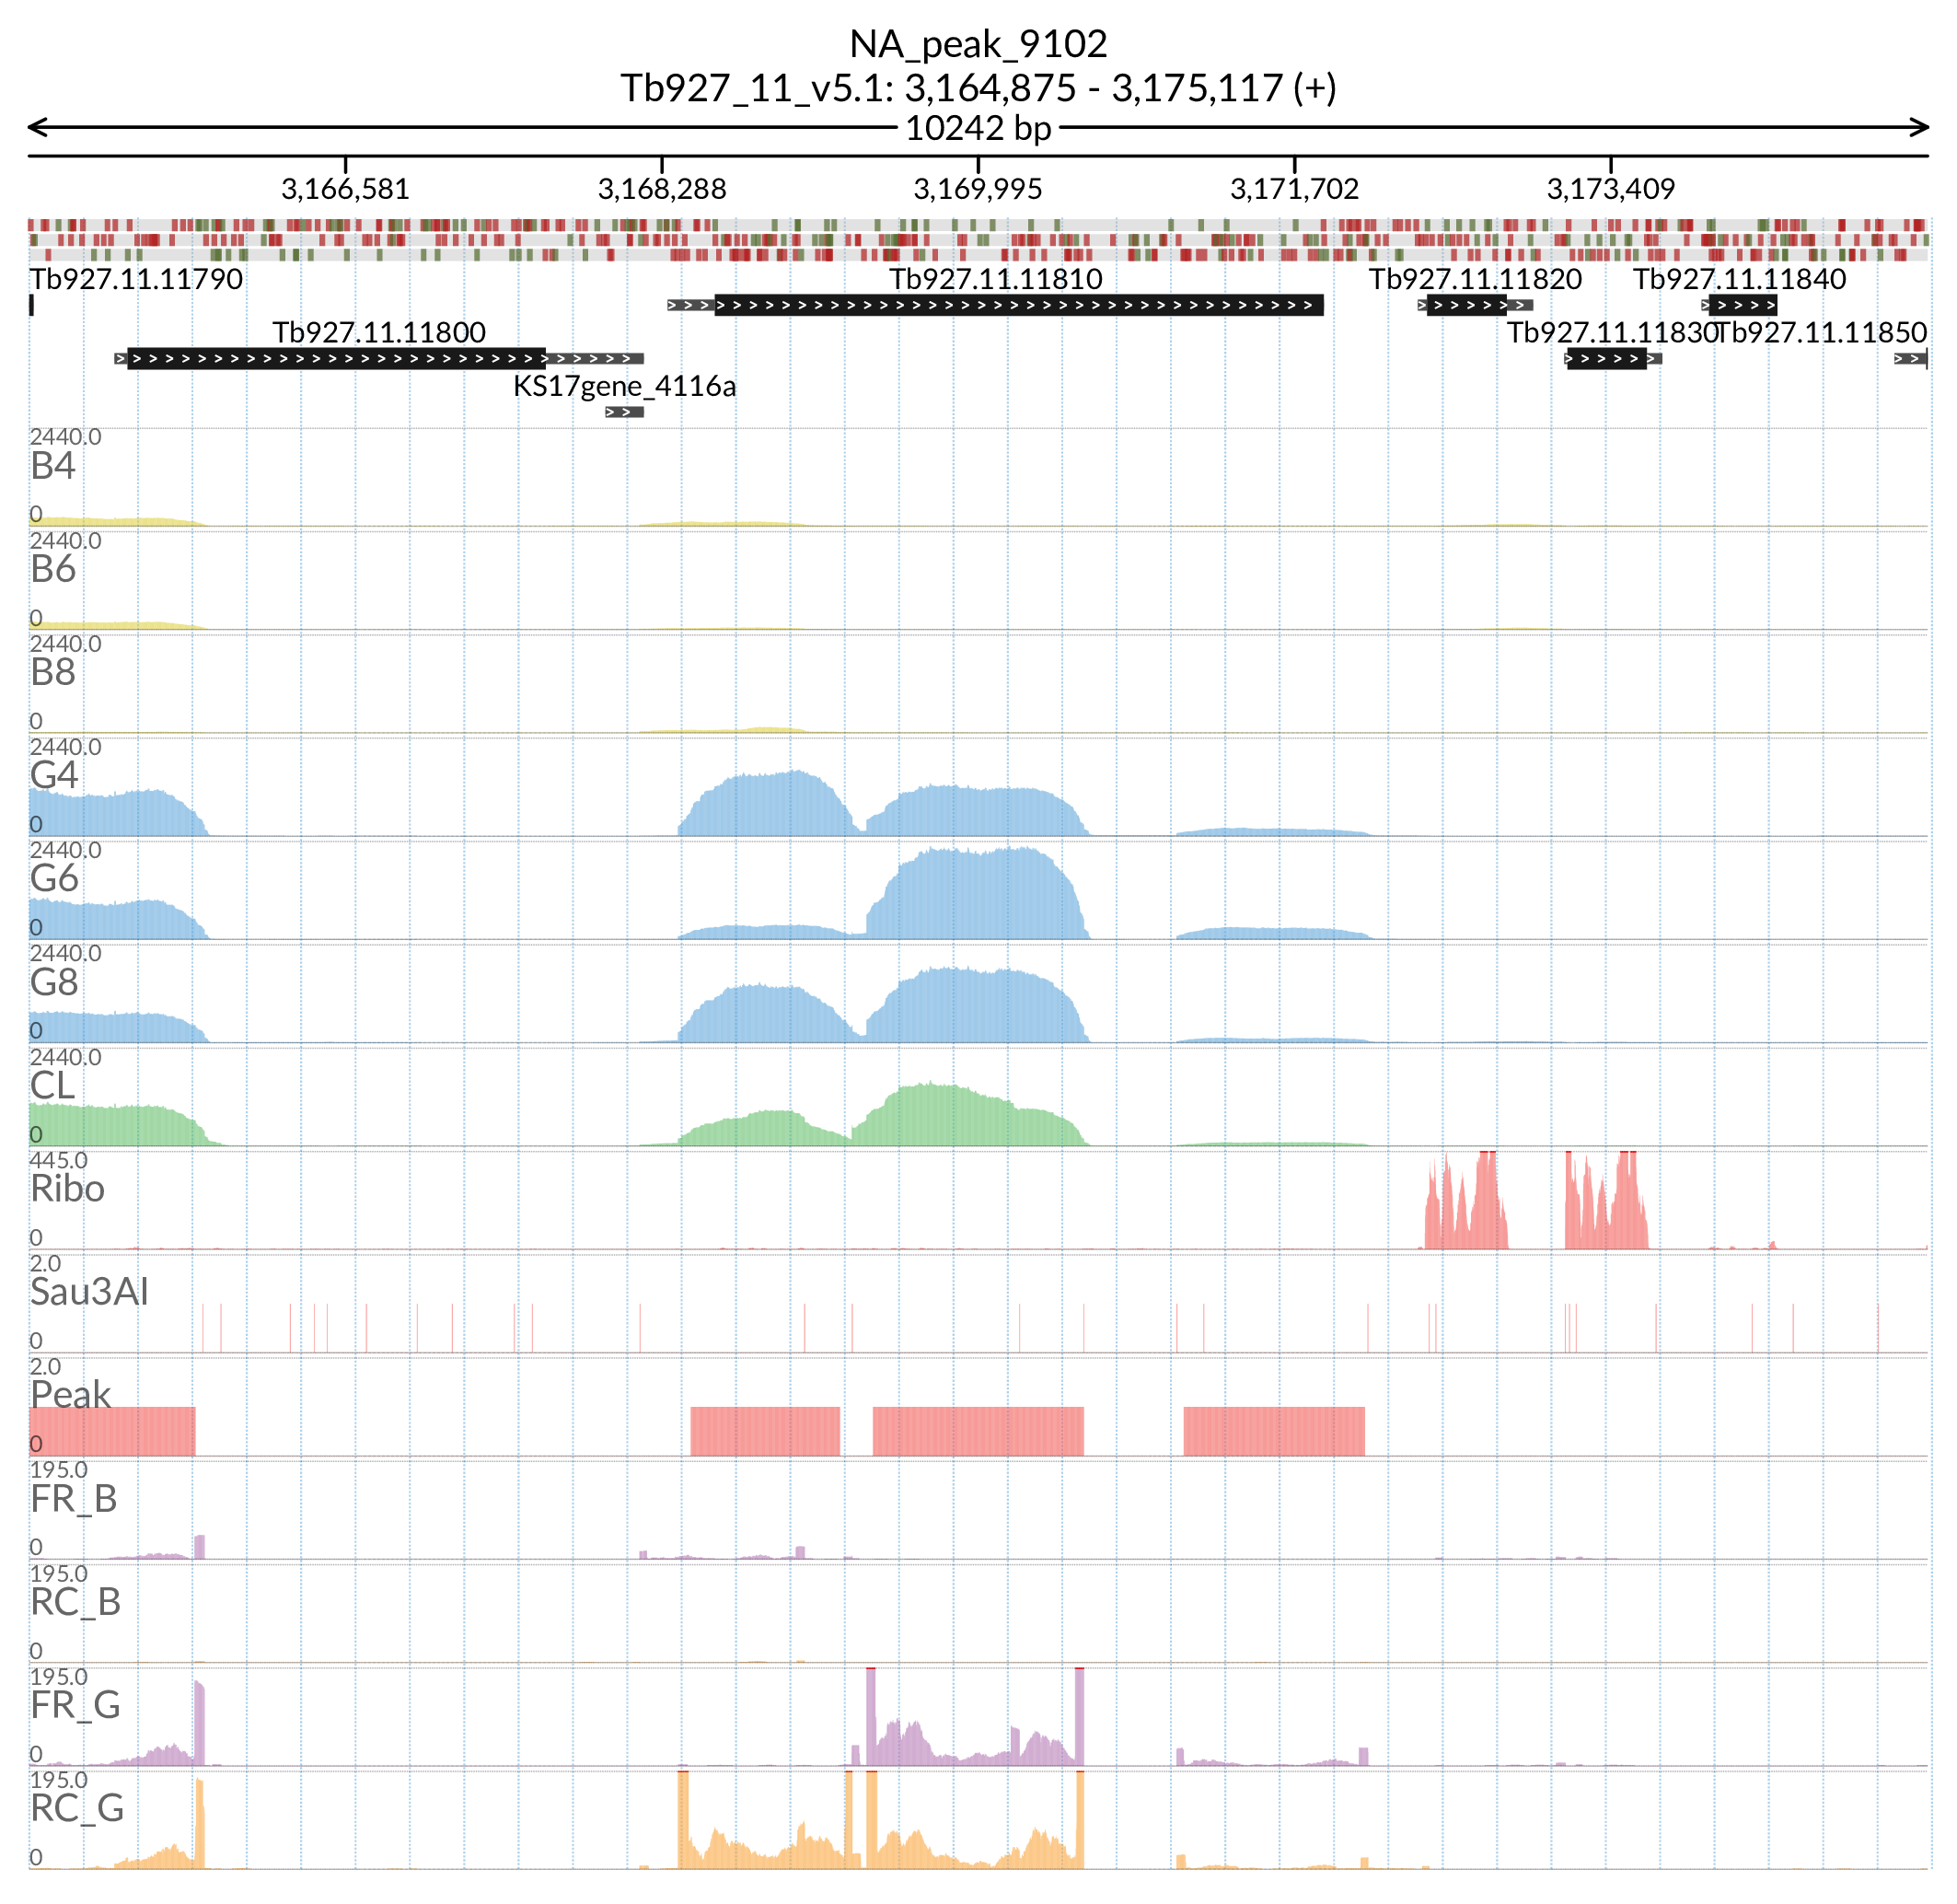 NA_peak_9102
Tb927_11_v5.1: 3,164,875 - 3,175,117 (+)
10242 bp
3,166,581 3,168,288 3,169,995 3,171,702 3,173,409
Tb927.11.11790 Tb927.11.11810 Tb927.11.11820 Tb927.11.11840
Tb927.11.11800 Tb927.11.11830 Tb927.11.11850
KS17gene_4116a
2440.0
B4
0
2440.0
B6
0
2440.0
B8
0
2440.0
G4
0
2440.0
G6
0
2440.0
G8
0
2440.0
CL
0
445.0
Ribo
0
2.0
Sau3AI
0
2.0
Peak
0
195.0
FR_B
0
195.0
RC_B
0
195.0
FR_G
0
195.0
RC_G
0